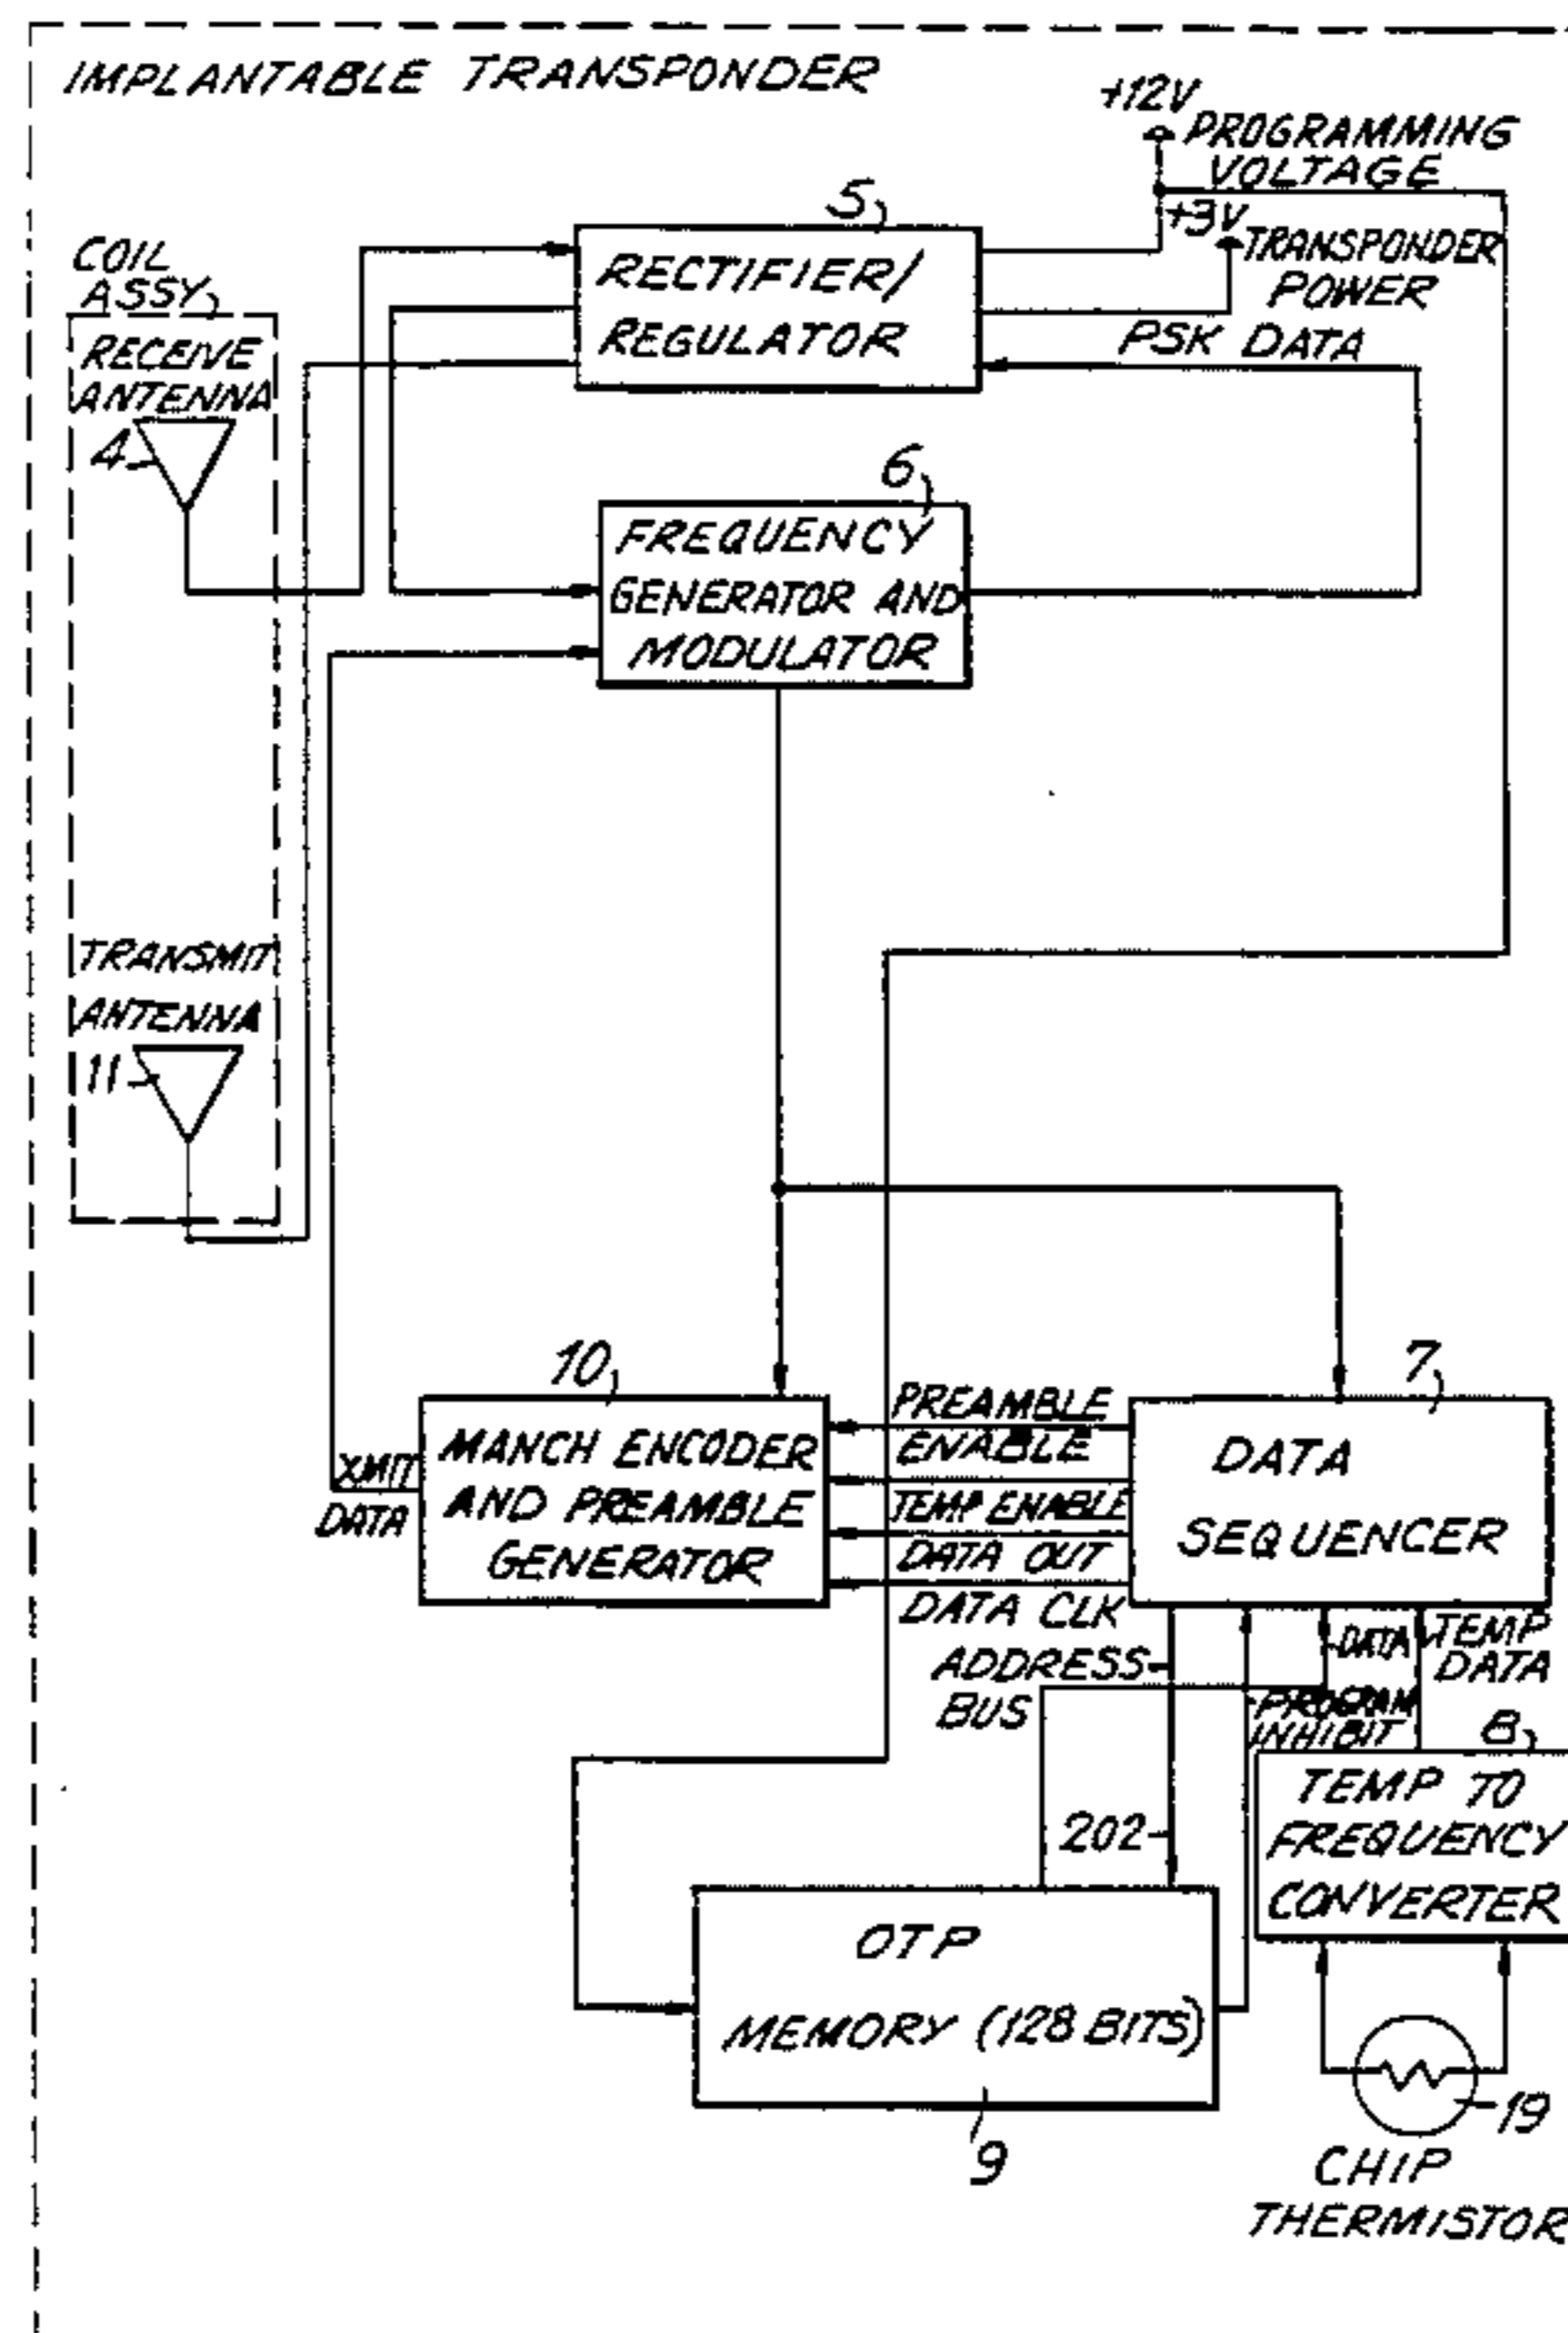 IMPLANTABLE TRANSPONDER
+12V
PROGRAMMING
VOLTAGE
+3V
TRANSPONDER
POWER
5
RECTIFIER/
REGULATOR
PSK DATA
COIL
ASSY
RECEIVE
ANTENNA
4
6
FREQUENCY
GENERATOR AND
MODULATOR
TRANSMIT
ANTENNA
11
10
MANCH ENCODER
AND PREAMBLE
GENERATOR
XMIT
DATA
PREAMBLE
ENABLE
TEMP ENABLE
DATA OUT
DATA CLK
7
DATA
SEQUENCER
ADDRESS
BUS
DATA
TEMP
DATA
PROGRAM
INHIBIT
8
TEMP TO
FREQUENCY
CONVERTER
202
OTP
MEMORY (128 BITS)
9
19
CHIP
THERMISTOR